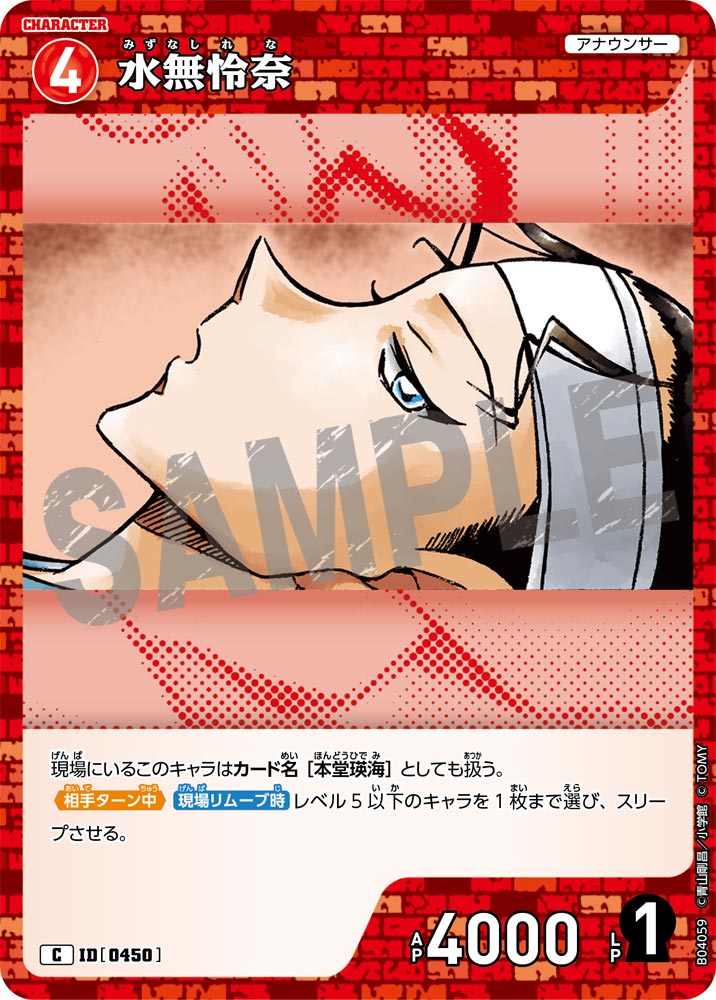 CHARACTER
4
みずなしれな
水無怜奈
アナウンサー
SAMPLE
げんば めい ほんどうひでみ あつか
現場にいるこのキャラはカード名［本堂瑛海］としても扱う。
あいて ちゅう げんば じ いか まい えら
相手ターン中 現場リムーブ時 レベル５以下のキャラを１枚まで選び、スリー
プさせる。
C ID[0450]
AP 4000 LP 1
B04059 ©青山剛昌／小学館 © TOMY